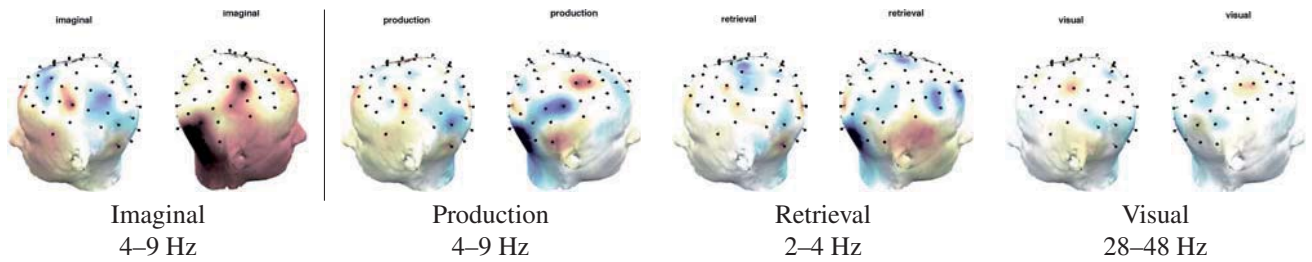 imaginal
imaginal
production
production
retrieval
retrieval
visual
visual
Imaginal
4–9 Hz
Production
4–9 Hz
Retrieval
2–4 Hz
Visual
28–48 Hz